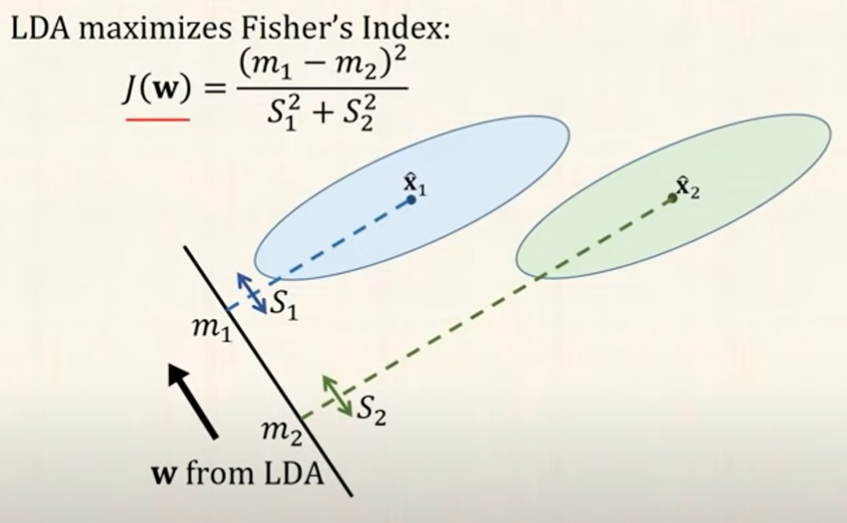 LDA maximizes Fisher's Index:
J(w) = (m₁ − m₂)² / (S₁² + S₂²)
x̂₁
x̂₂
S₁
m₁
S₂
m₂
w from LDA